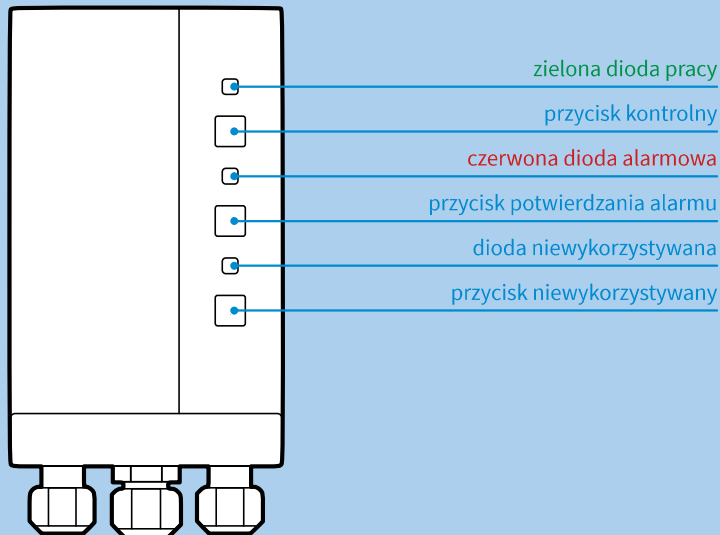 zielona dioda pracy
przycisk kontrolny
czerwona dioda alarmowa
przycisk potwierdzania alarmu
dioda niewykorzystywana
przycisk niewykorzystywany